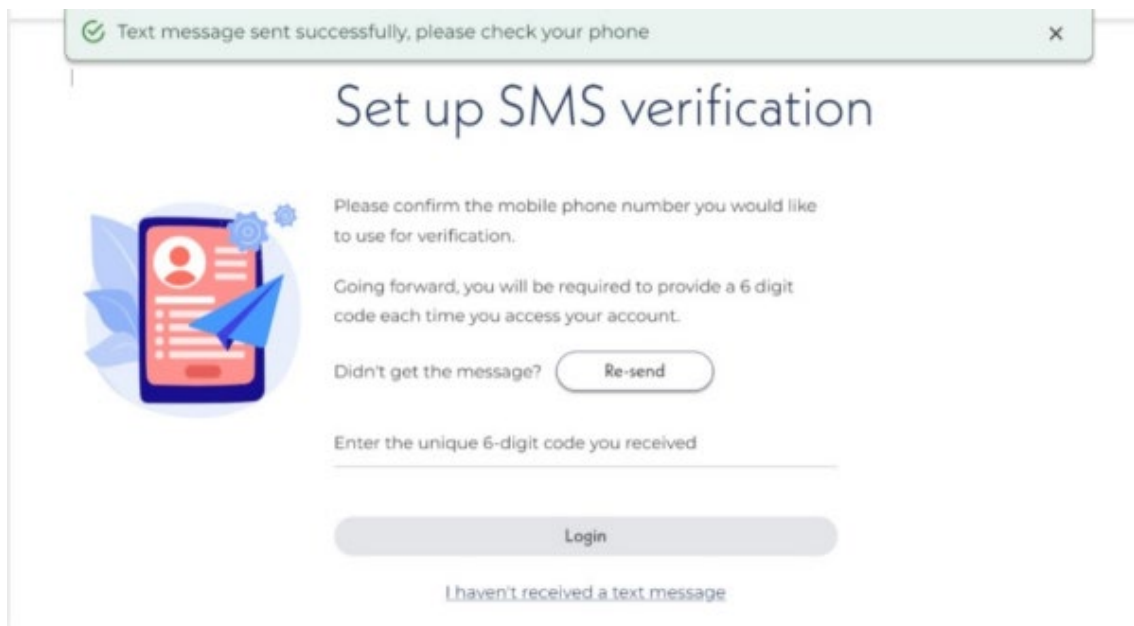 Text message sent successfully, please check your phone
Set up SMS verification
Please confirm the mobile phone number you would like
to use for verification.
Going forward, you will be required to provide a 6 digit
code each time you access your account.
Didn't get the message? Re-send
Enter the unique 6-digit code you received
Login
I haven't received a text message